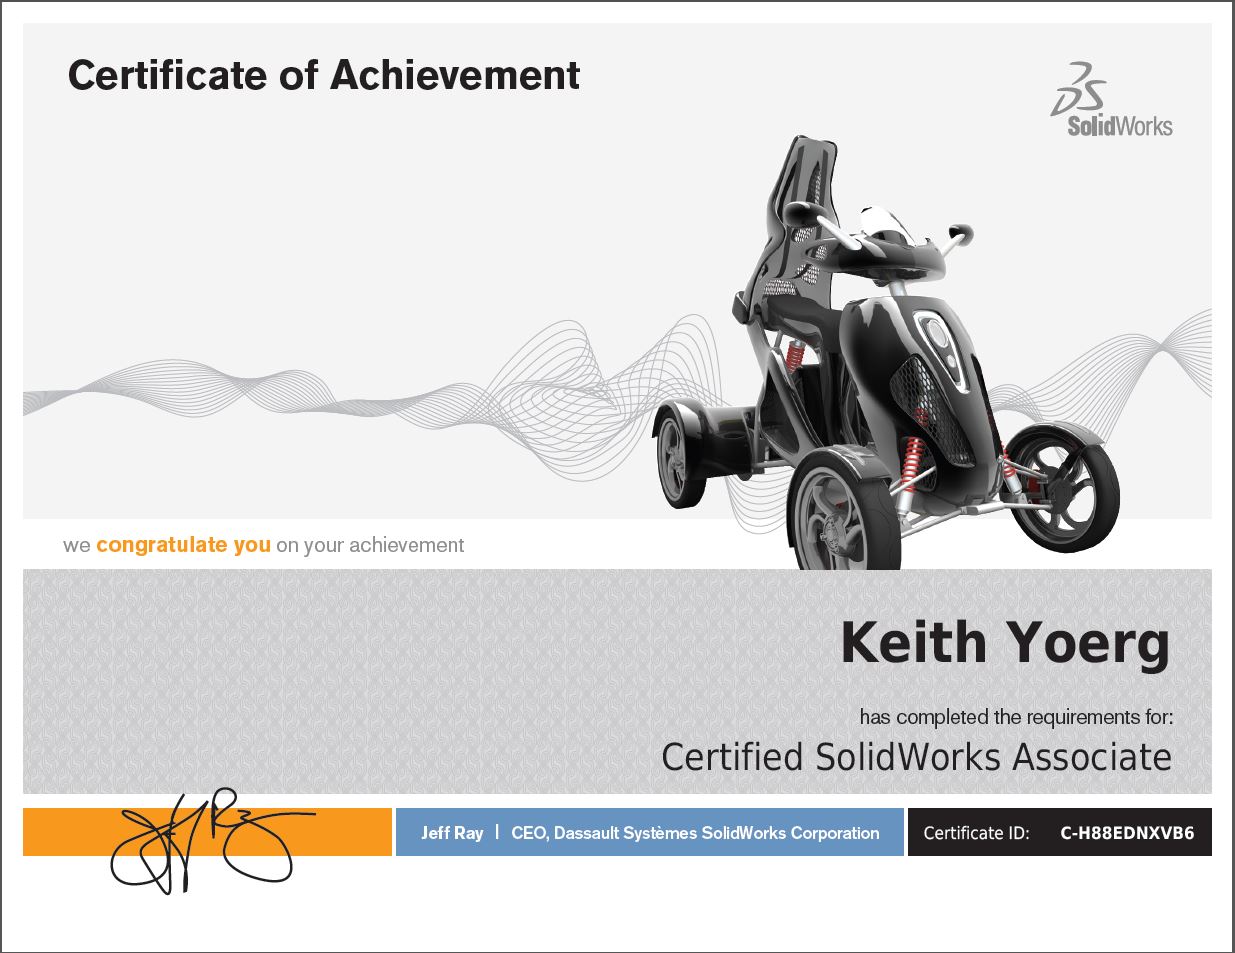 Certificate of Achievement
SolidWorks
we congratulate you on your achievement
Keith Yoerg
has completed the requirements for:
Certified SolidWorks Associate
Jeff Ray | CEO, Dassault Systèmes SolidWorks Corporation
Certificate ID: C-H88EDNXVB6